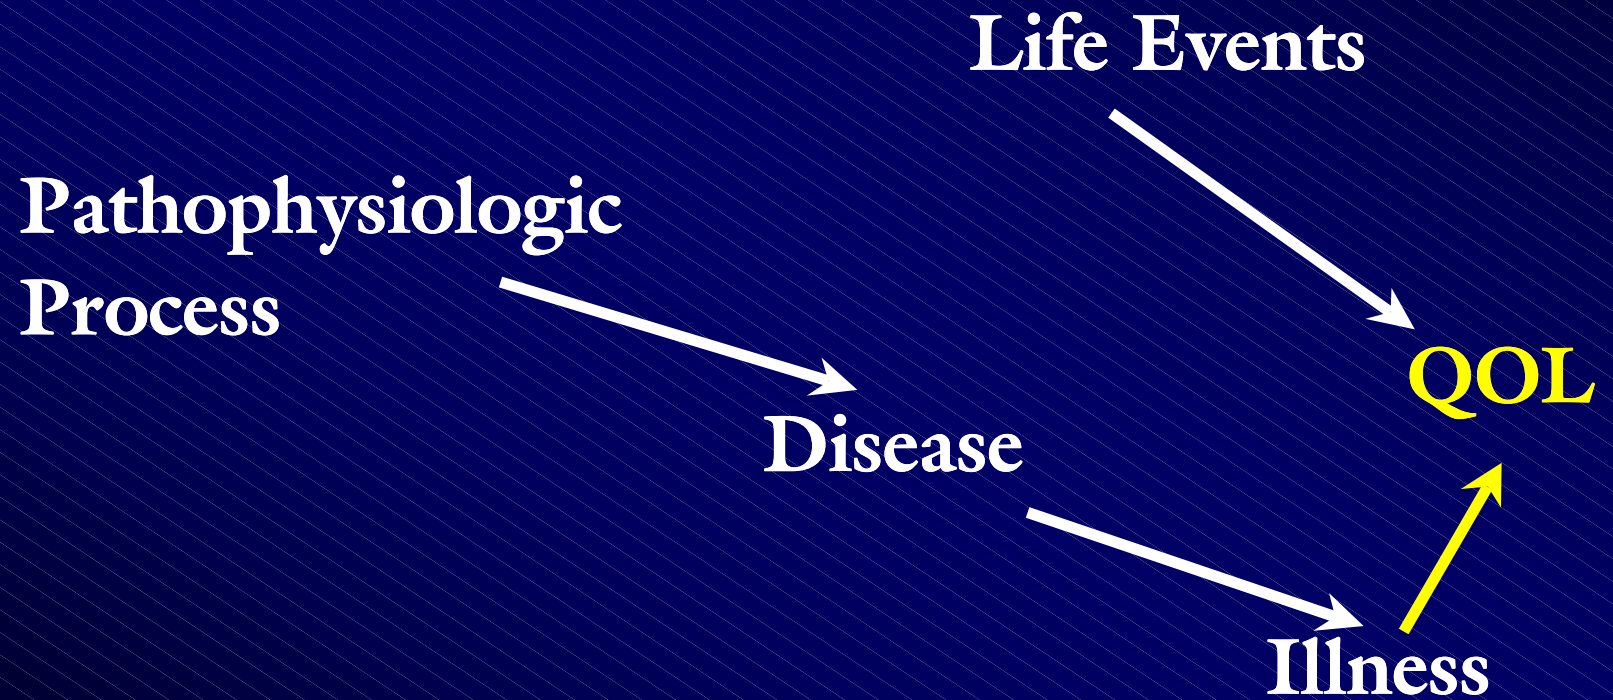 Life Events
Pathophysiologic
Process
QOL
Disease
Illness